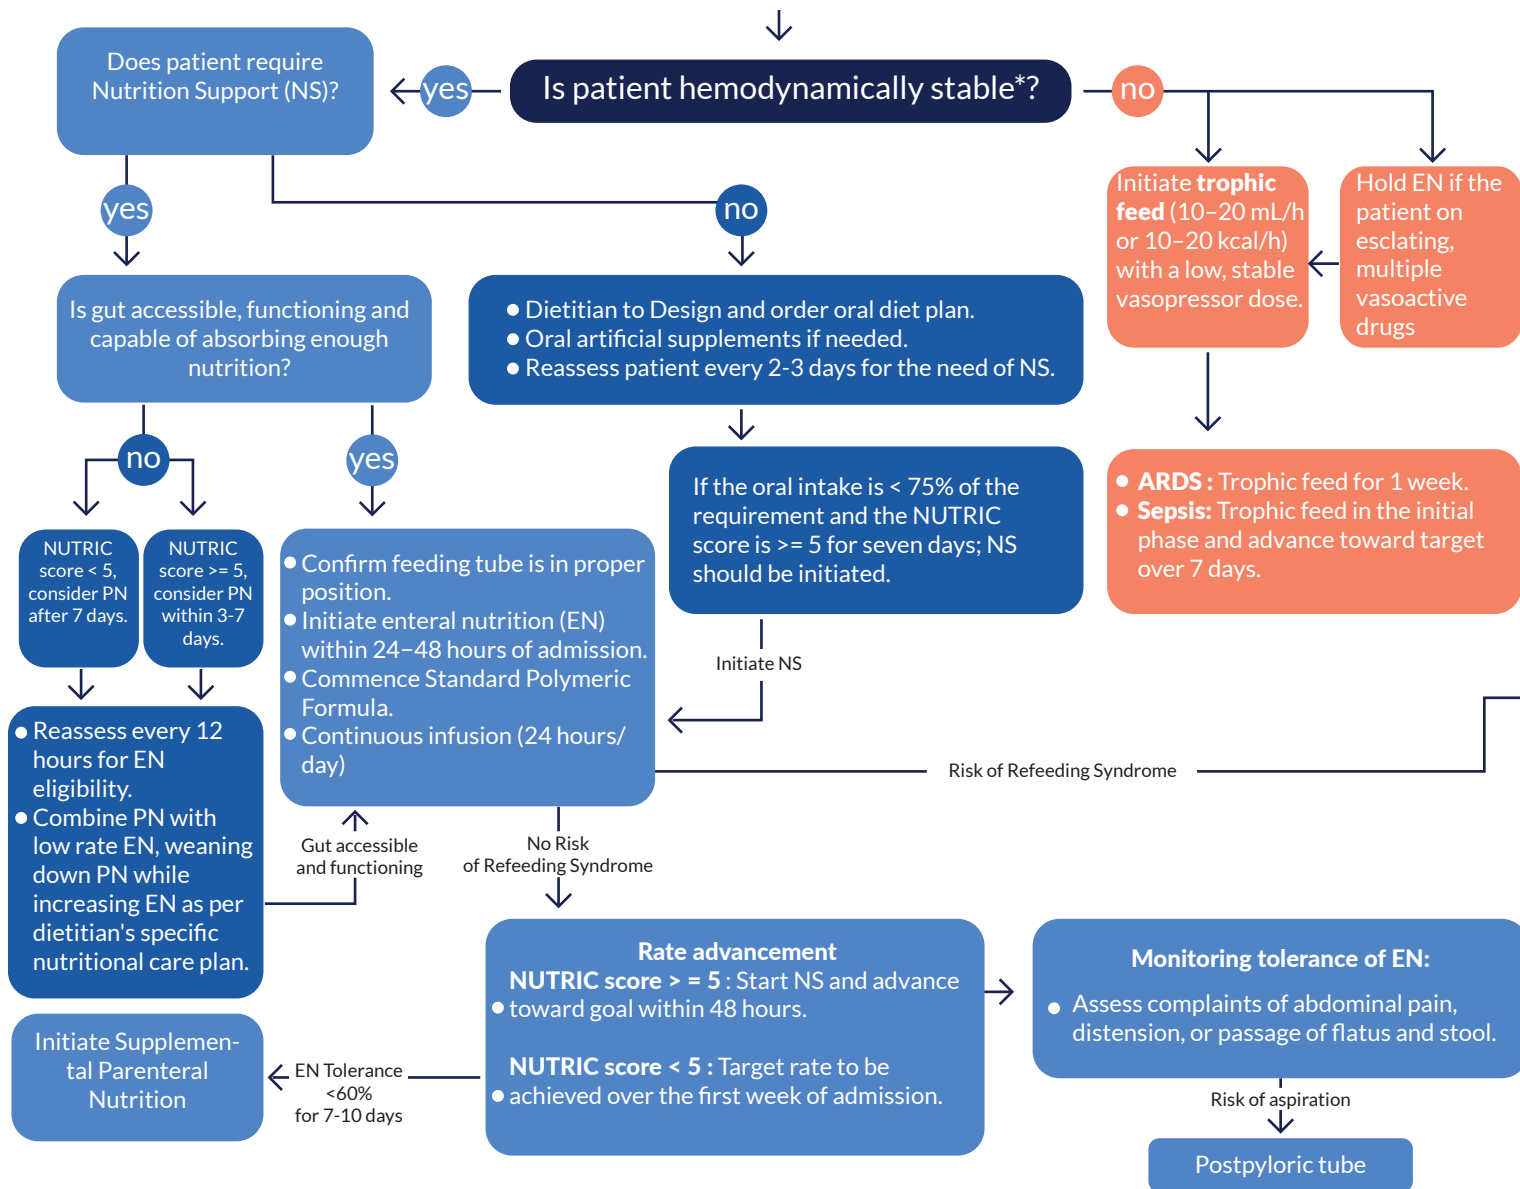 Does patient require
Nutrition Support (NS)?
yes
Is patient hemodynamically stable*?
no
yes
no
Initiate trophic
feed (10–20 mL/h
or 10–20 kcal/h)
with a low, stable
vasopressor dose.
Hold EN if the
patient on
esclating,
multiple
vasoactive
drugs
Is gut accessible, functioning and
capable of absorbing enough
nutrition?
● Dietitian to Design and order oral diet plan.
● Oral artificial supplements if needed.
● Reassess patient every 2-3 days for the need of NS.
no
yes
If the oral intake is < 75% of the
requirement and the NUTRIC
score is >= 5 for seven days; NS
should be initiated.
● ARDS : Trophic feed for 1 week.
● Sepsis: Trophic feed in the initial
phase and advance toward target
over 7 days.
NUTRIC
score < 5,
consider PN
after 7 days.
NUTRIC
score >= 5,
consider PN
within 3-7
days.
● Confirm feeding tube is in proper
position.
● Initiate enteral nutrition (EN)
within 24–48 hours of admission.
● Commence Standard Polymeric
Formula.
● Continuous infusion (24 hours/
day)
Initiate NS
● Reassess every 12
hours for EN
eligibility.
● Combine PN with
low rate EN, weaning
down PN while
increasing EN as per
dietitian's specific
nutritional care plan.
Risk of Refeeding Syndrome
Gut accessible
and functioning
No Risk
of Refeeding Syndrome
Rate advancement
NUTRIC score > = 5 : Start NS and advance
● toward goal within 48 hours.
NUTRIC score < 5 : Target rate to be
● achieved over the first week of admission.
Monitoring tolerance of EN:
● Assess complaints of abdominal pain,
distension, or passage of flatus and stool.
Initiate Supplemen-
tal Parenteral
Nutrition
EN Tolerance
<60%
for 7-10 days
Risk of aspiration
Postpyloric tube